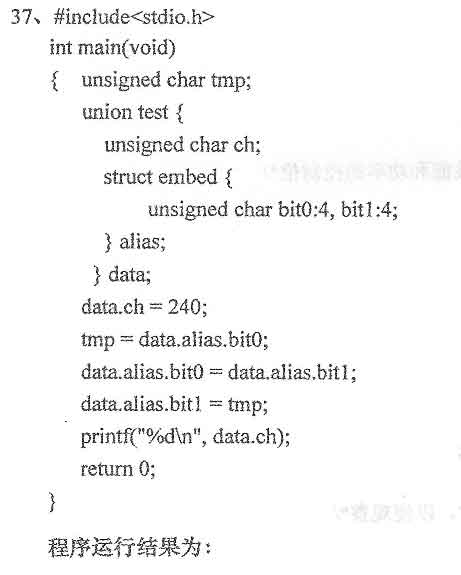 37、#include<stdio.h>
int main(void)
{ unsigned char tmp;
union test {
unsigned char ch;
struct embed {
unsigned char bit0:4, bit1:4;
} alias;
} data;
data.ch = 240;
tmp = data.alias.bit0;
data.alias.bit0 = data.alias.bit1;
data.alias.bit1 = tmp;
printf("%d\n", data.ch);
return 0;
}
程序运行结果为：